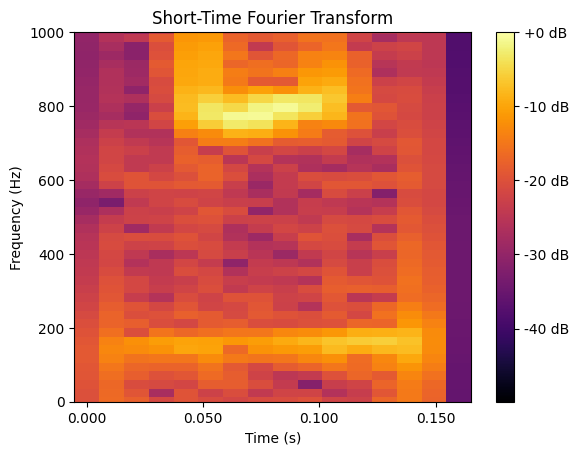 Short-Time Fourier Transform
1000
800
600
400
200
0
Frequency (Hz)
0.000
0.050
0.100
0.150
Time (s)
+0 dB
-10 dB
-20 dB
-30 dB
-40 dB